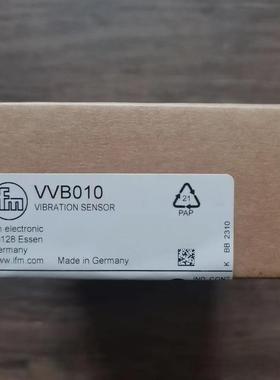 ifm
VVB010
VIBRATION SENSOR
electronic
128 Essen
ermany
www.ifm.com
Made in Germany
21
PAP
K BB 2310